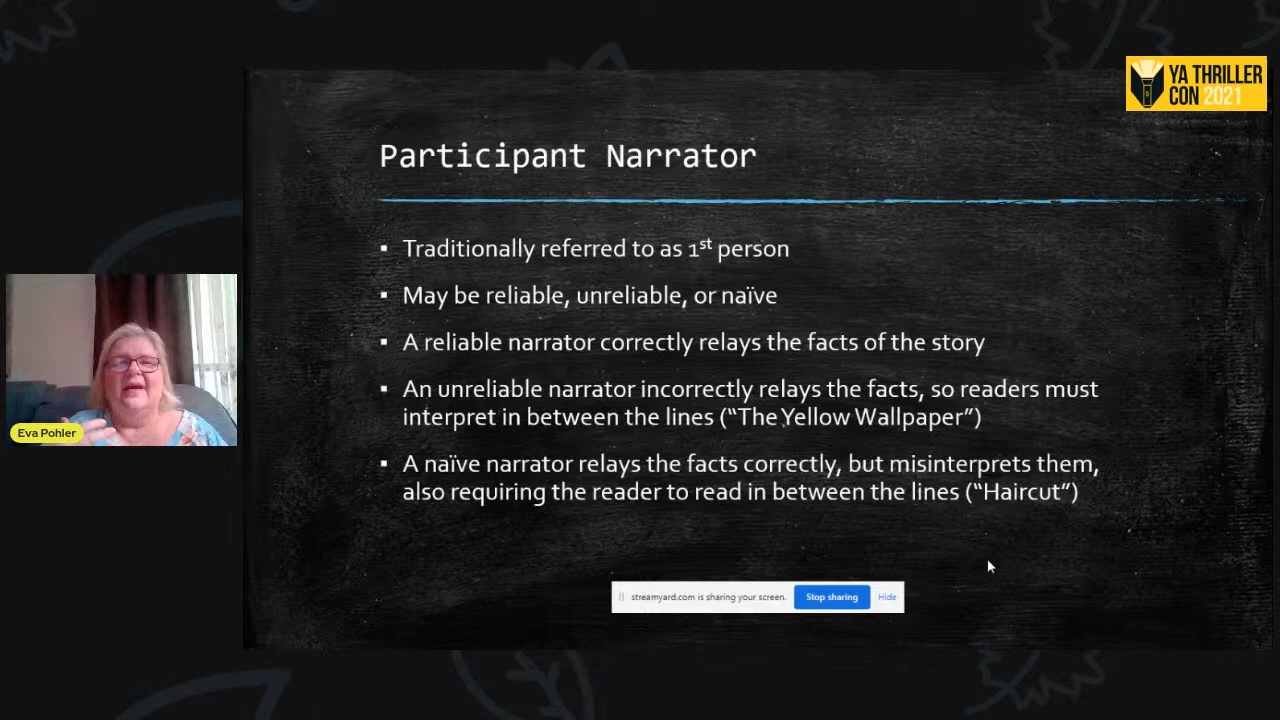 YA THRILLER
CON 2021
Participant Narrator
▪ Traditionally referred to as 1st person
▪ May be reliable, unreliable, or naïve
▪ A reliable narrator correctly relays the facts of the story
▪ An unreliable narrator incorrectly relays the facts, so readers must
interpret in between the lines (“The Yellow Wallpaper”)
▪ A naïve narrator relays the facts correctly, but misinterprets them,
also requiring the reader to read in between the lines (“Haircut”)
Eva Pohler
streamyard.com is sharing your screen. Stop sharing Hide